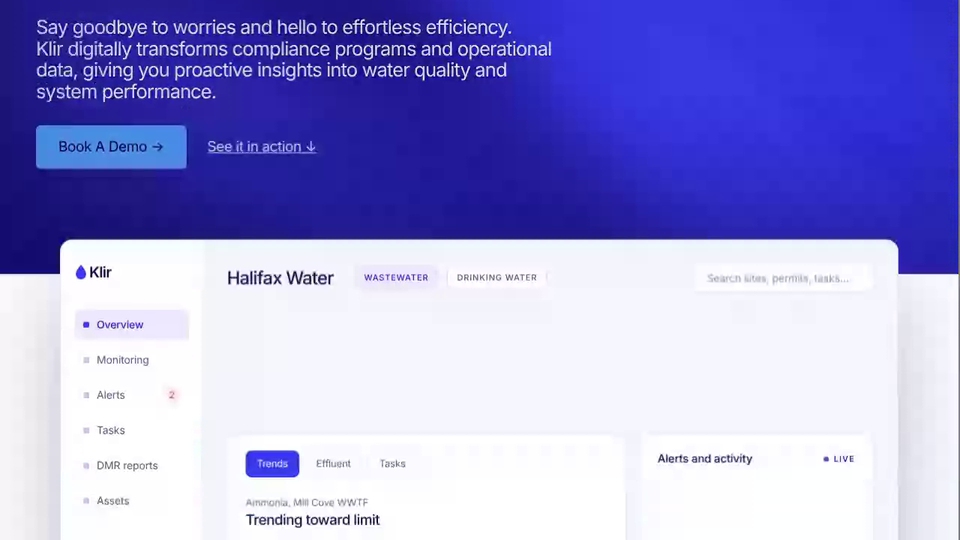 Say goodbye to worries and hello to effortless efficiency.
Klir digitally transforms compliance programs and operational
data, giving you proactive insights into water quality and
system performance.
Book A Demo →
See it in action ↓
Klir
Halifax Water
WASTEWATER
DRINKING WATER
Search sites, permits, tasks...
Overview
Monitoring
Alerts
2
Tasks
DMR reports
Assets
Trends
Effluent
Tasks
Alerts and activity
LIVE
Ammonia, Mill Cove WWTF
Trending toward limit